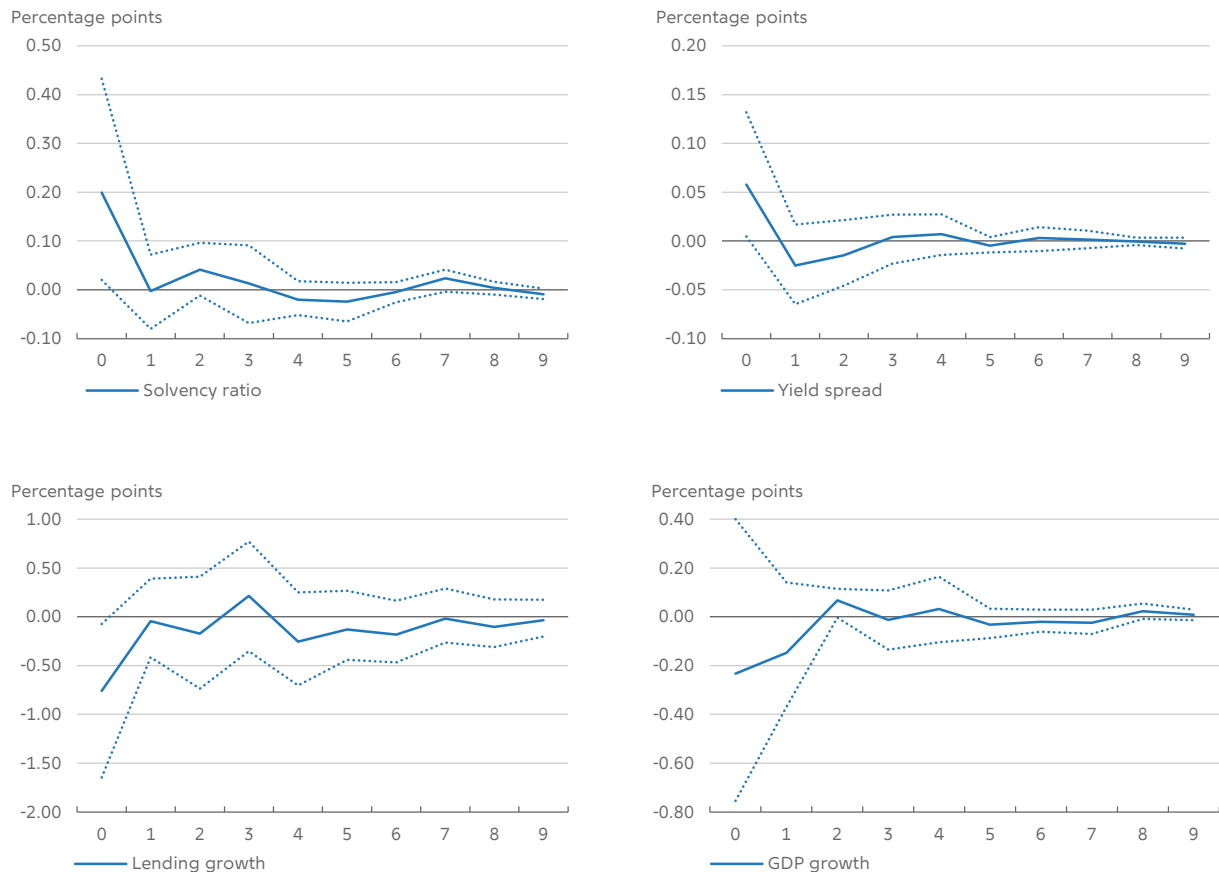 Percentage points
0.50
0.40
0.30
0.20
0.10
0.00
-0.10
0 1 2 3 4 5 6 7 8 9
Solvency ratio
Percentage points
0.20
0.15
0.10
0.05
0.00
-0.05
-0.10
0 1 2 3 4 5 6 7 8 9
Yield spread
Percentage points
1.00
0.50
0.00
-0.50
-1.00
-1.50
-2.00
0 1 2 3 4 5 6 7 8 9
Lending growth
Percentage points
0.40
0.20
0.00
-0.20
-0.40
-0.60
-0.80
0 1 2 3 4 5 6 7 8 9
GDP growth